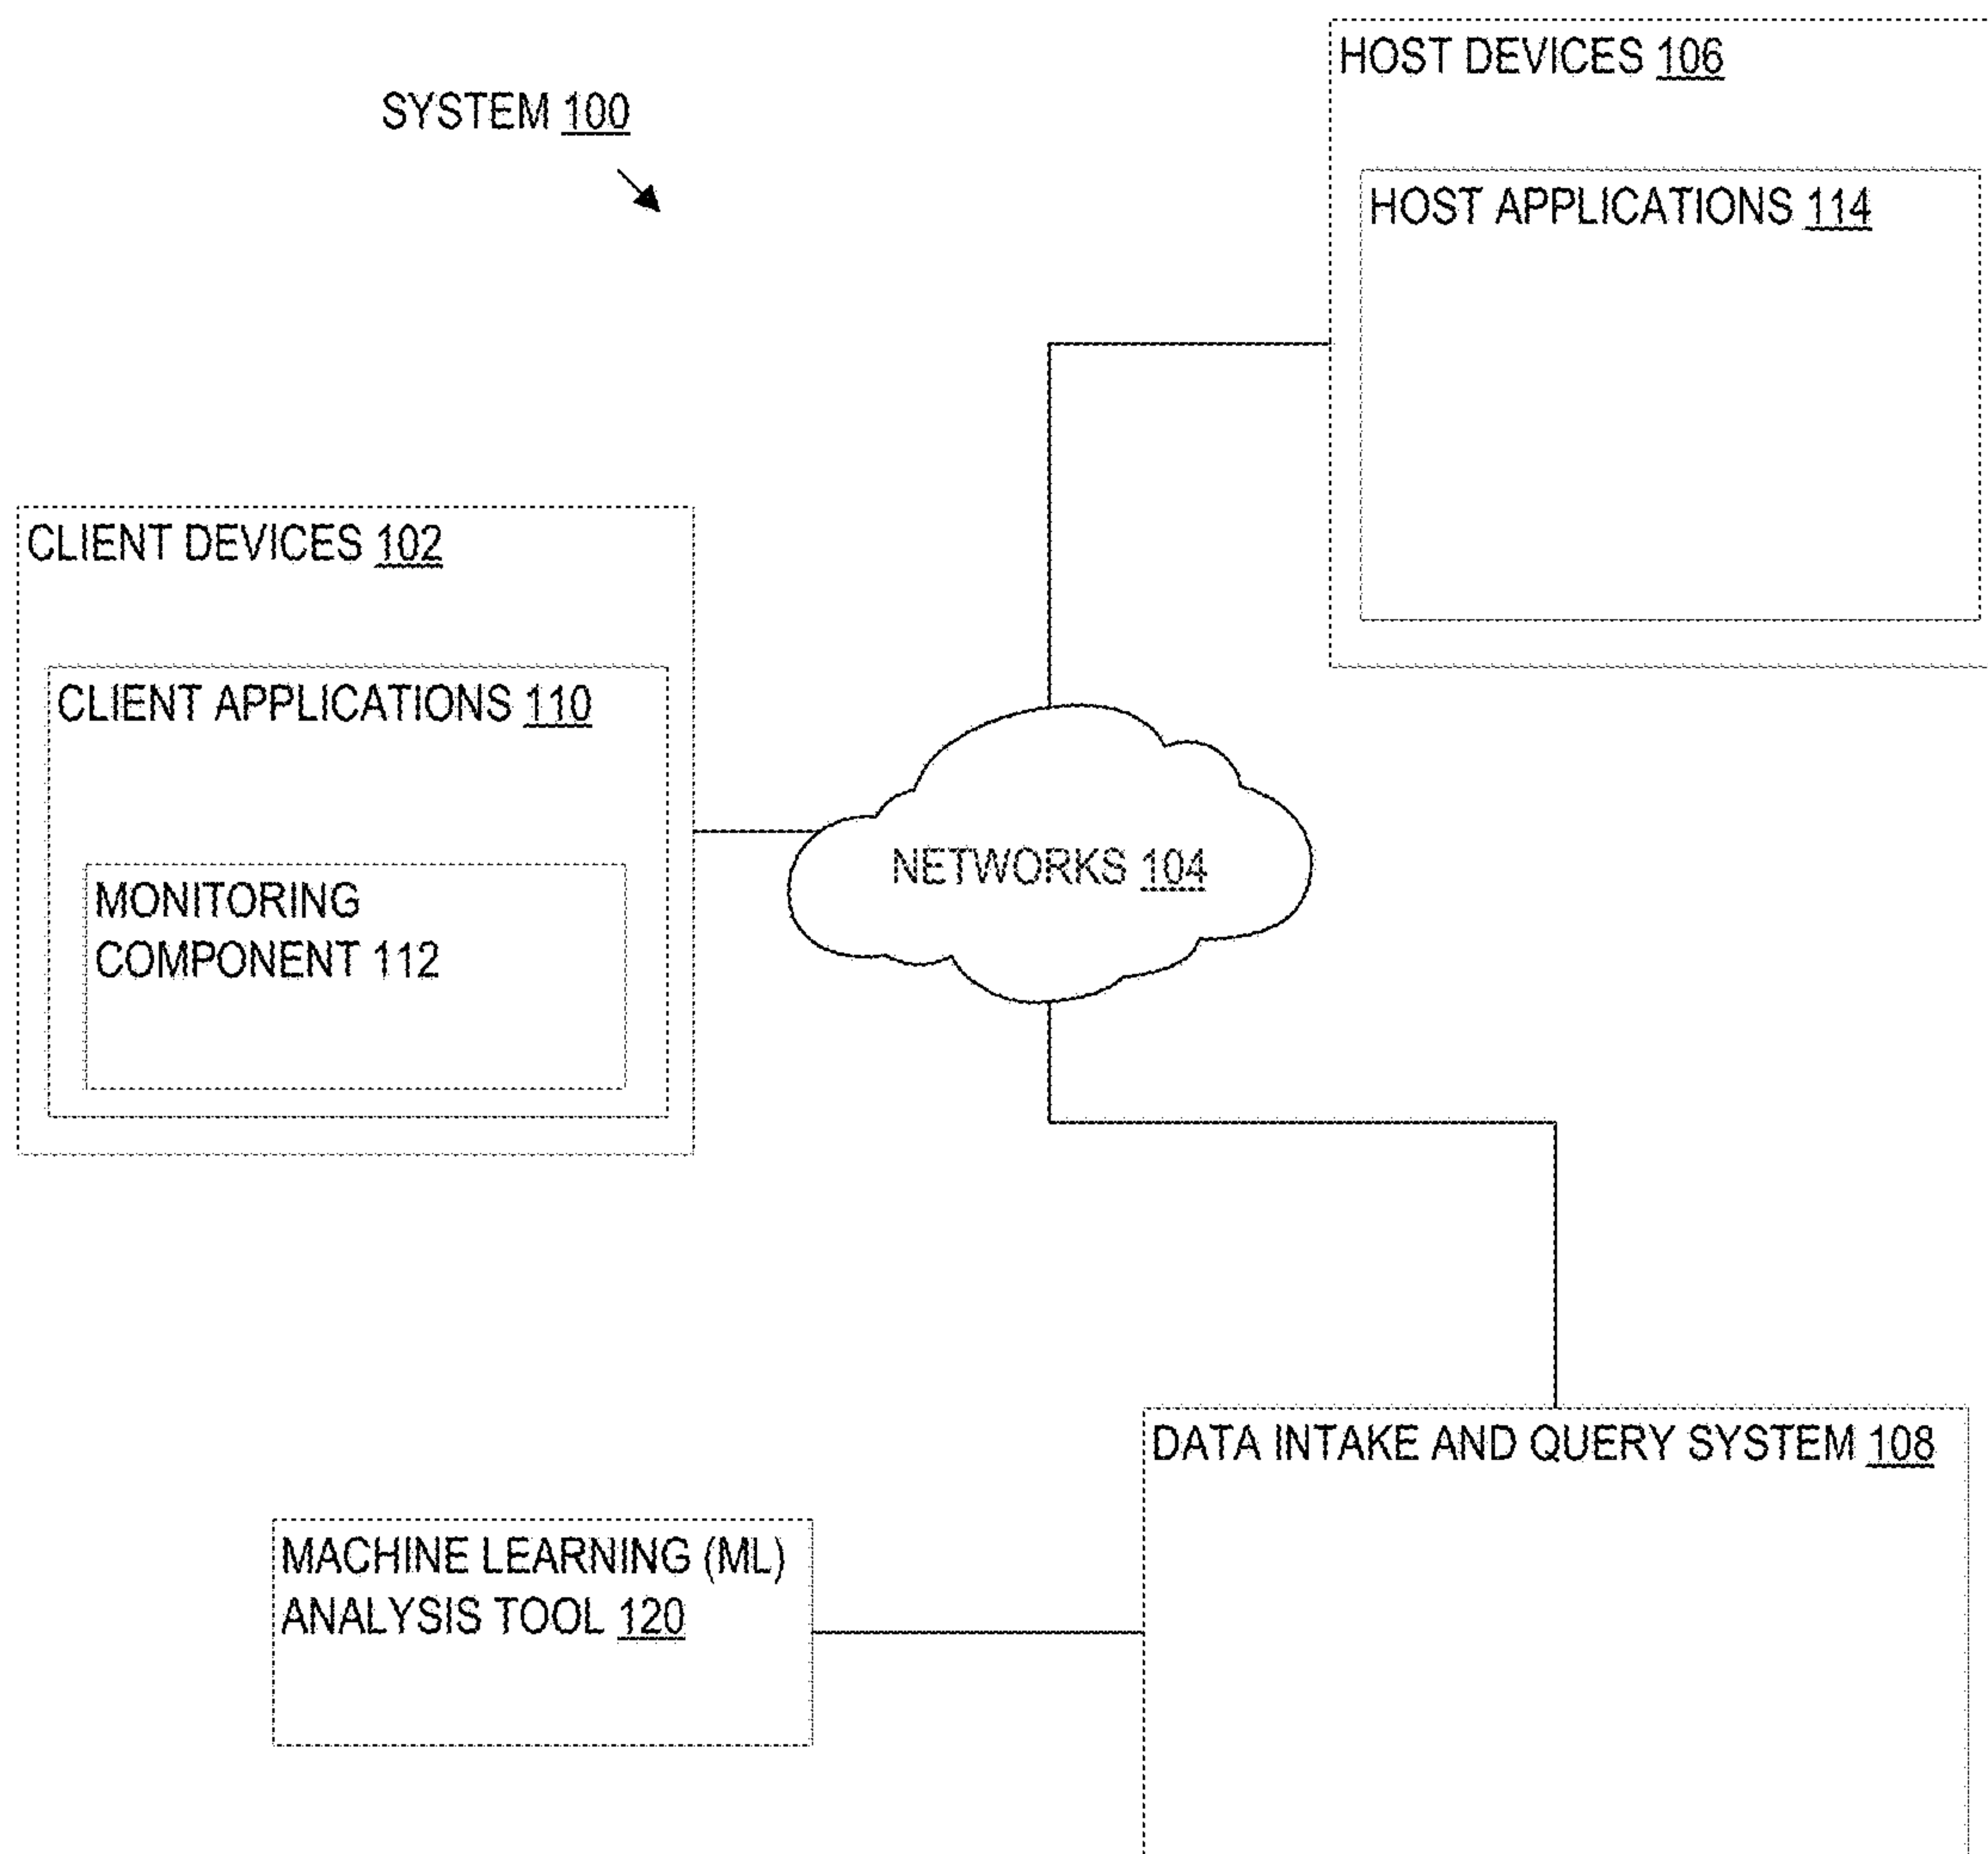 SYSTEM 100
HOST DEVICES 106
HOST APPLICATIONS 114
CLIENT DEVICES 102
CLIENT APPLICATIONS 110
MONITORING
COMPONENT 112
NETWORKS 104
DATA INTAKE AND QUERY SYSTEM 108
MACHINE LEARNING (ML)
ANALYSIS TOOL 120